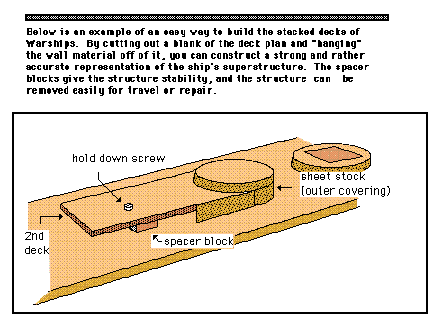 Below is an example of an easy way to build the stacked decks of
Warships. By cutting out a blank of the deck plan and "hanging"
the wall material off of it, you can construct a strong and rather
accurate representation of the ship's superstructure. The spacer
blocks give the structure stability, and the structure can be
removed easily for travel or repair.
hold down screw
sheet stock
(outer covering)
2nd
deck
spacer block